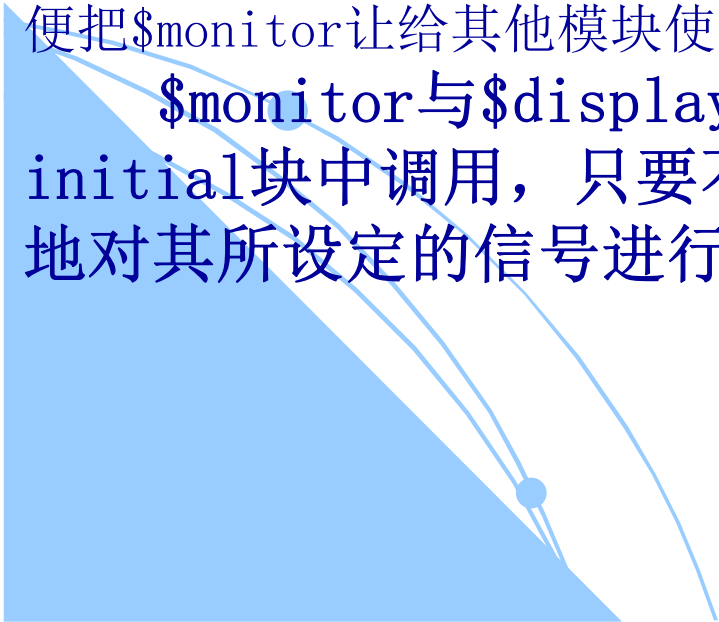 便把$monitor让给其他模块使
$monitor与$display
initial块中调用，只要不
地对其所设定的信号进行